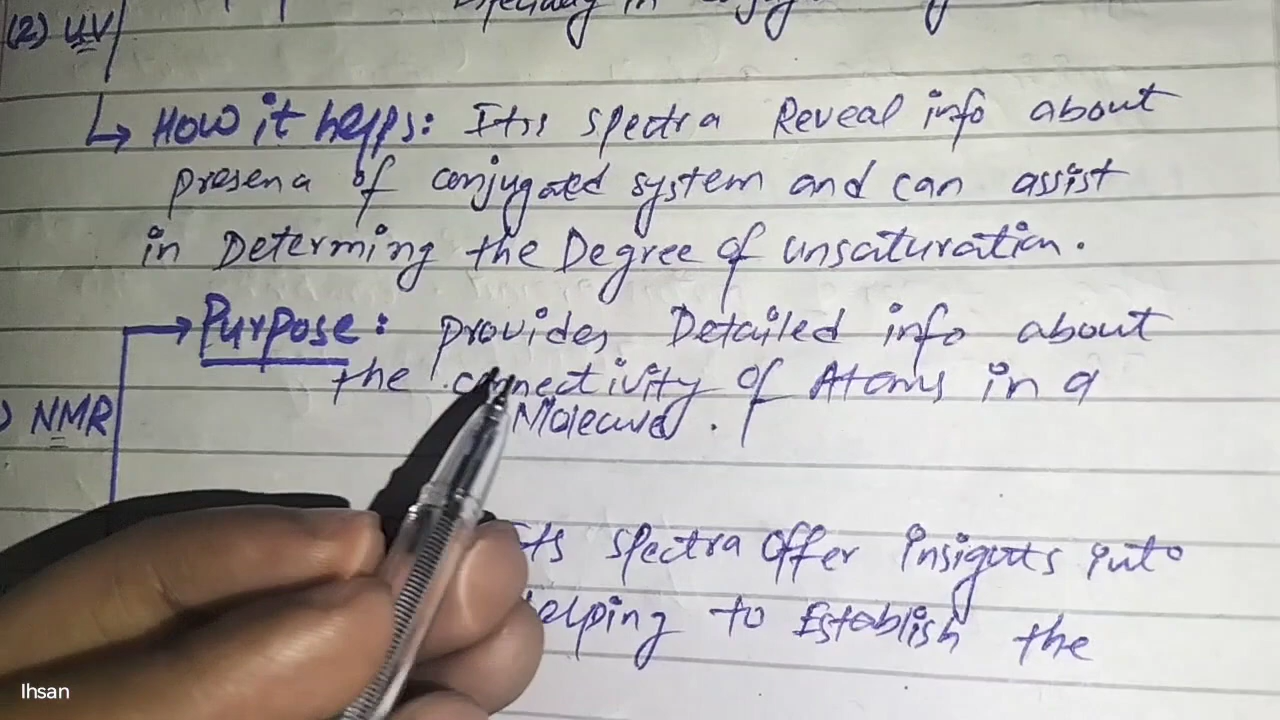 (2) UV
↳ How it helps: Its spectra Reveal info about
presena of conjugated system and can assist
in Determing the Degree of unsaturation.
→ Purpose: provides Detailed info about
the connectivity of Atoms in a
) NMR
Molecule.
Its spectra Offer insights into
elping to Establish the
Ihsan